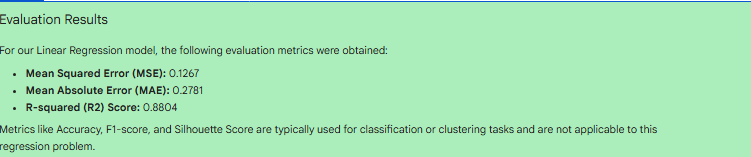 Evaluation Results
For our Linear Regression model, the following evaluation metrics were obtained:
• Mean Squared Error (MSE): 0.1267
• Mean Absolute Error (MAE): 0.2781
• R-squared (R2) Score: 0.8804
Metrics like Accuracy, F1-score, and Silhouette Score are typically used for classification or clustering tasks and are not applicable to this
regression problem.